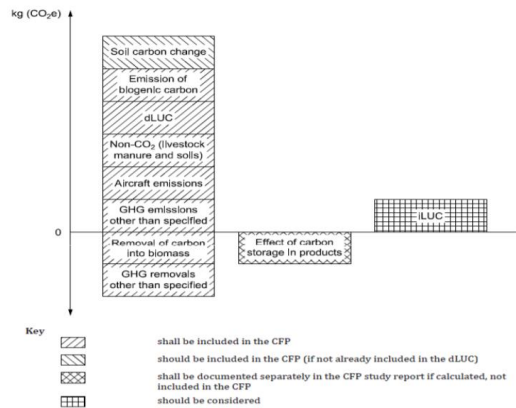 kg (CO₂e)
Soil carbon change
Emission of
biogenic carbon
dLUC
Non-CO₂ (livestock
manure and soils)
Aircraft emissions
GHG emissions
other than specified
0
Removal of carbon
into biomass
GHG removals
other than specified
Effect of carbon
storage in products
iLUC
Key
shall be included in the CFP
should be included in the CFP (if not already included in the dLUC)
shall be documented separately in the CFP study report if calculated, not
included in the CFP
should be considered